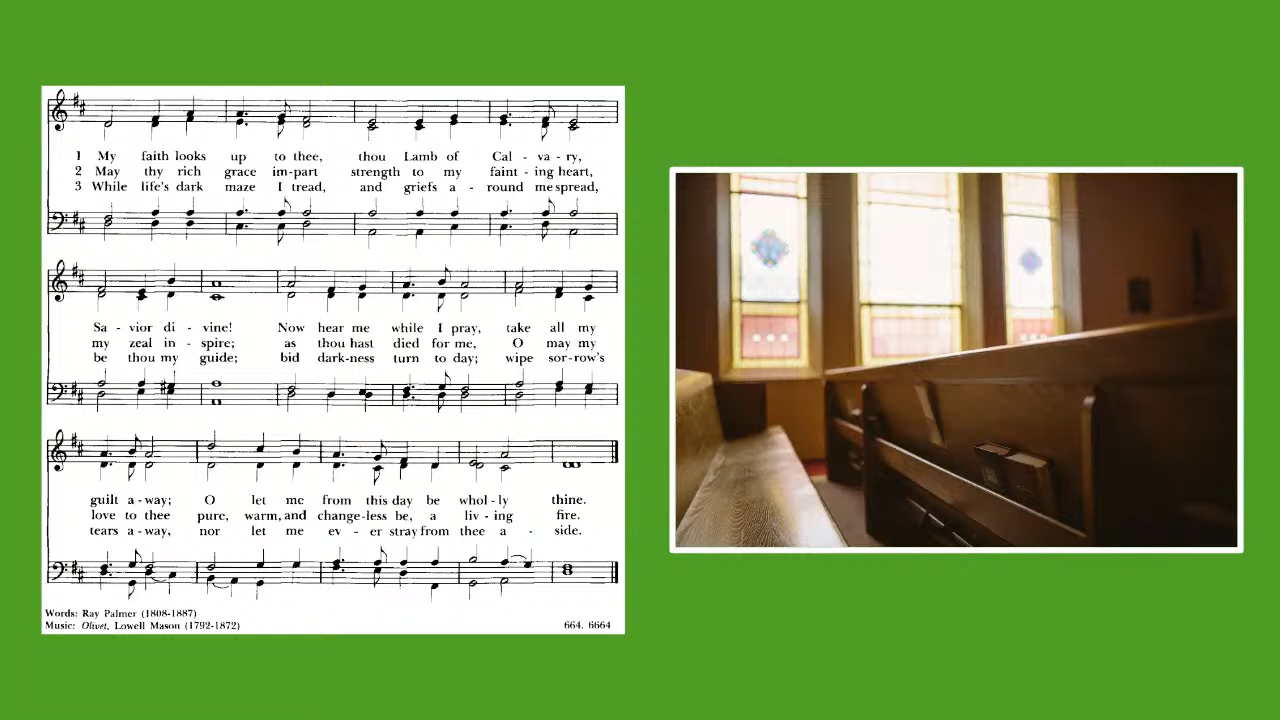 1 My faith looks up to thee, thou Lamb of Cal - va - ry,
2 May thy rich grace im-part strength to my faint - ing heart,
3 While life's dark maze I tread, and griefs a - round me spread,
Sa - vior di - vine! Now hear me while I pray, take all my
my zeal in - spire; as thou hast died for me, O may my
be thou my guide; bid dark-ness turn to day; wipe sor-row's
guilt a - way; O let me from this day be whol - ly thine.
love to thee pure, warm, and change-less be, a liv - ing fire.
tears a - way, nor let me ev - er stray from thee a - side.
Words: Ray Palmer (1808-1887)
Music: Olivet, Lowell Mason (1792-1872) 664. 6664